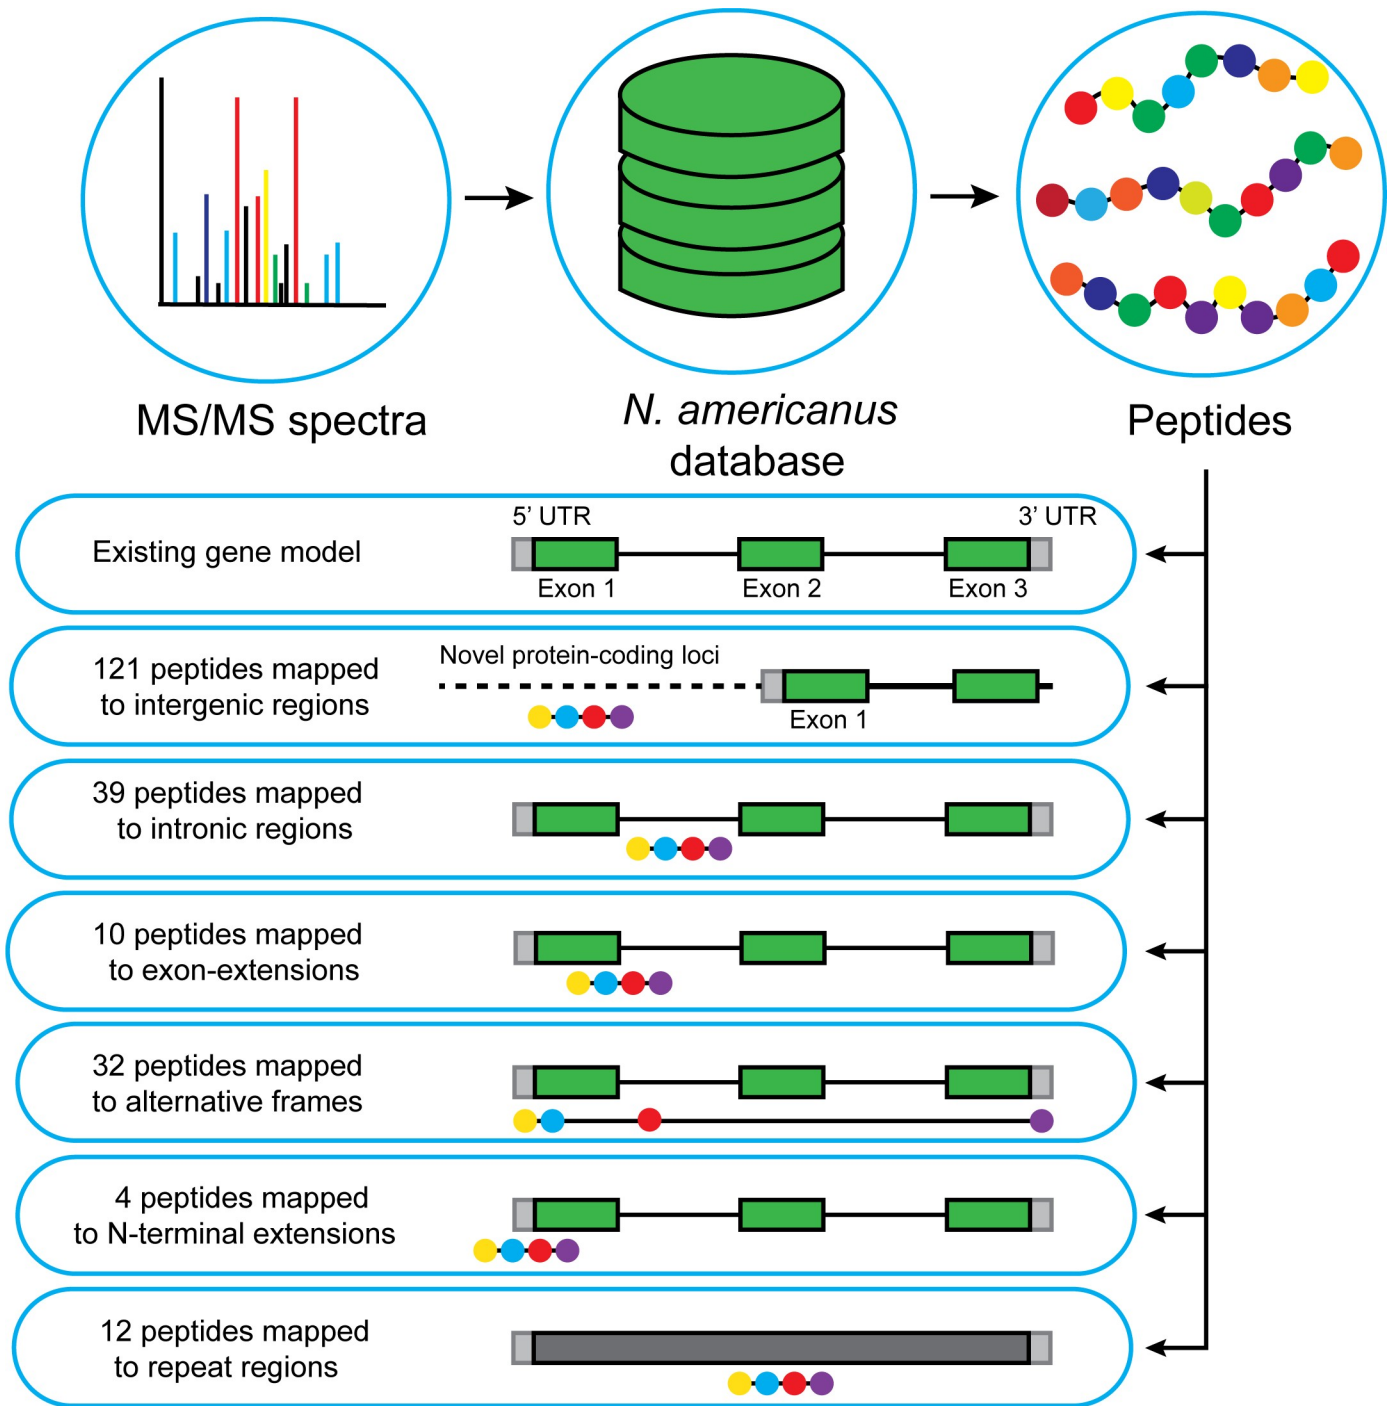 MS/MS spectra
N. americanus
database
Peptides
5’ UTR
3’ UTR
Existing gene model
Exon 1
Exon 2
Exon 3
121 peptides mapped
to intergenic regions
Novel protein-coding loci
Exon 1
39 peptides mapped
to intronic regions
10 peptides mapped
to exon-extensions
32 peptides mapped
to alternative frames
4 peptides mapped
to N-terminal extensions
12 peptides mapped
to repeat regions